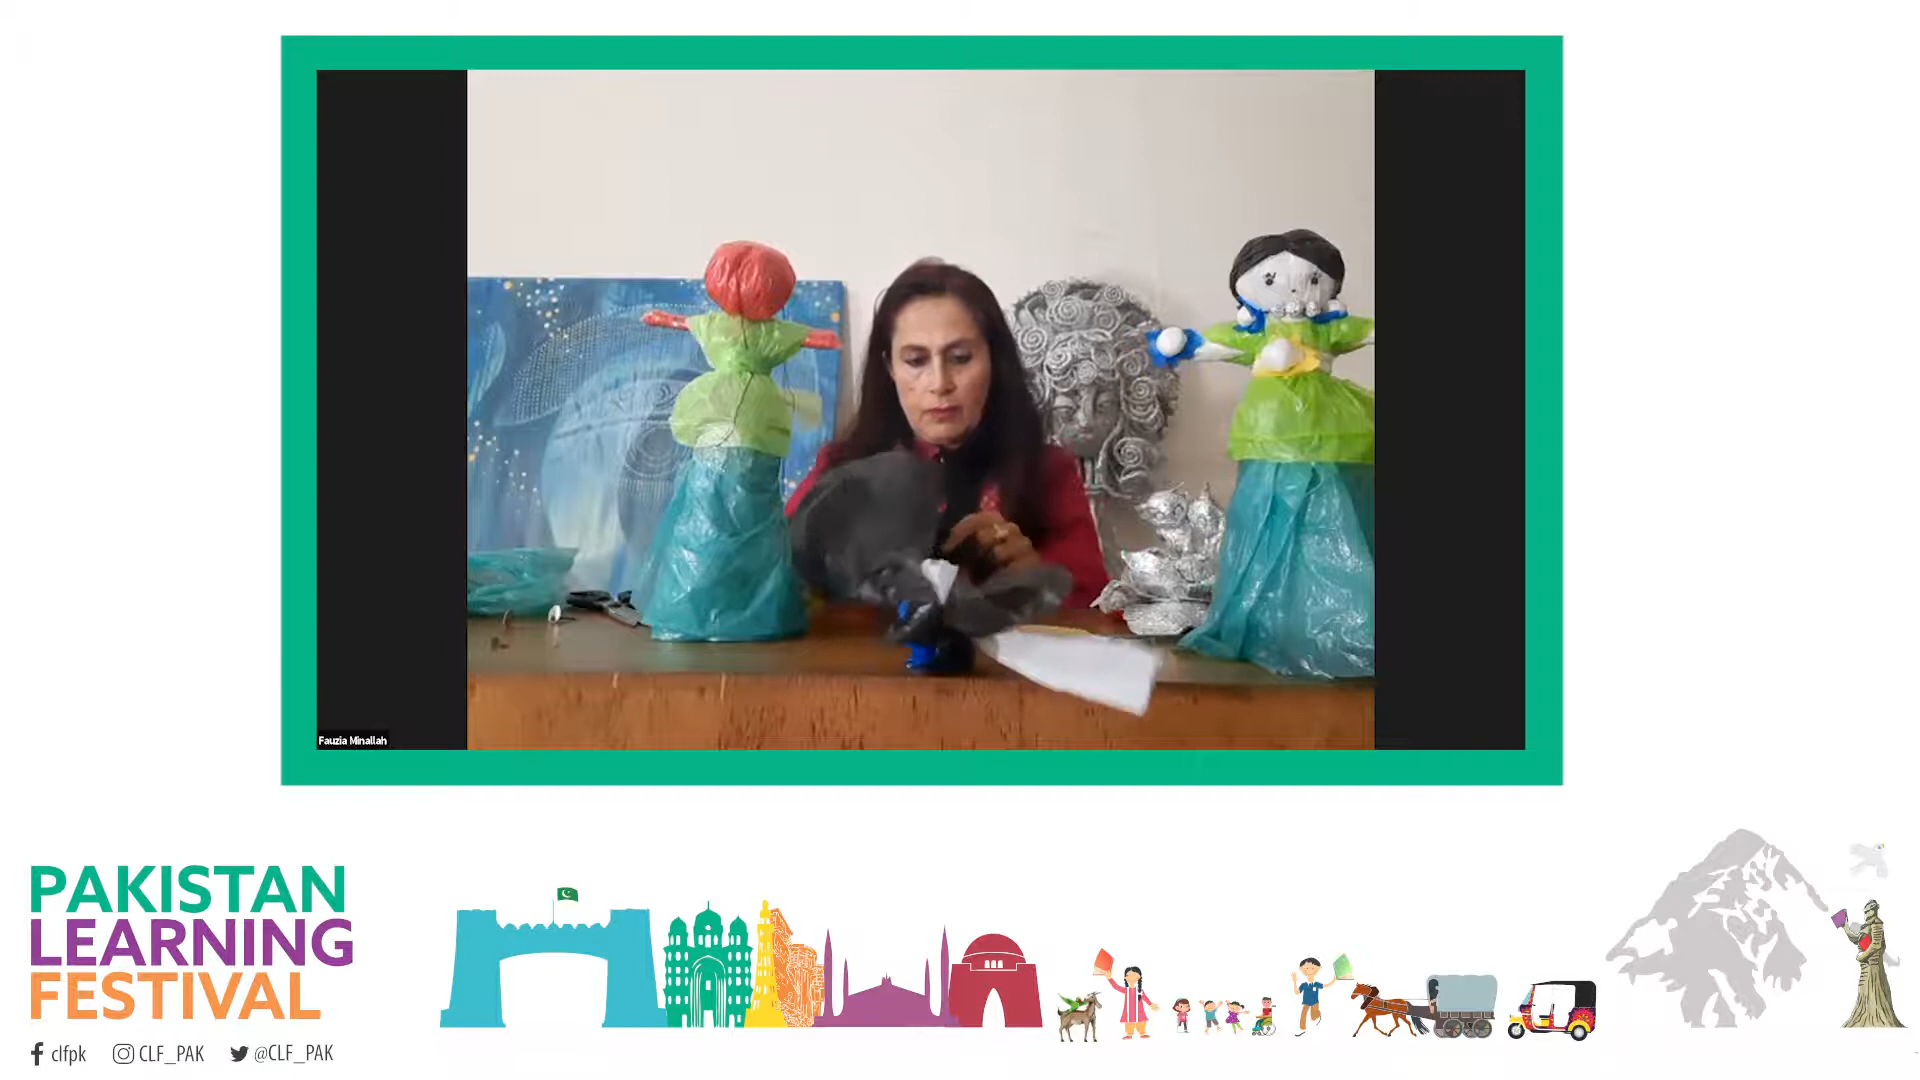 Fauzia Minallah
PAKISTAN
LEARNING
FESTIVAL
clfpk CLF_PAK @CLF_PAK